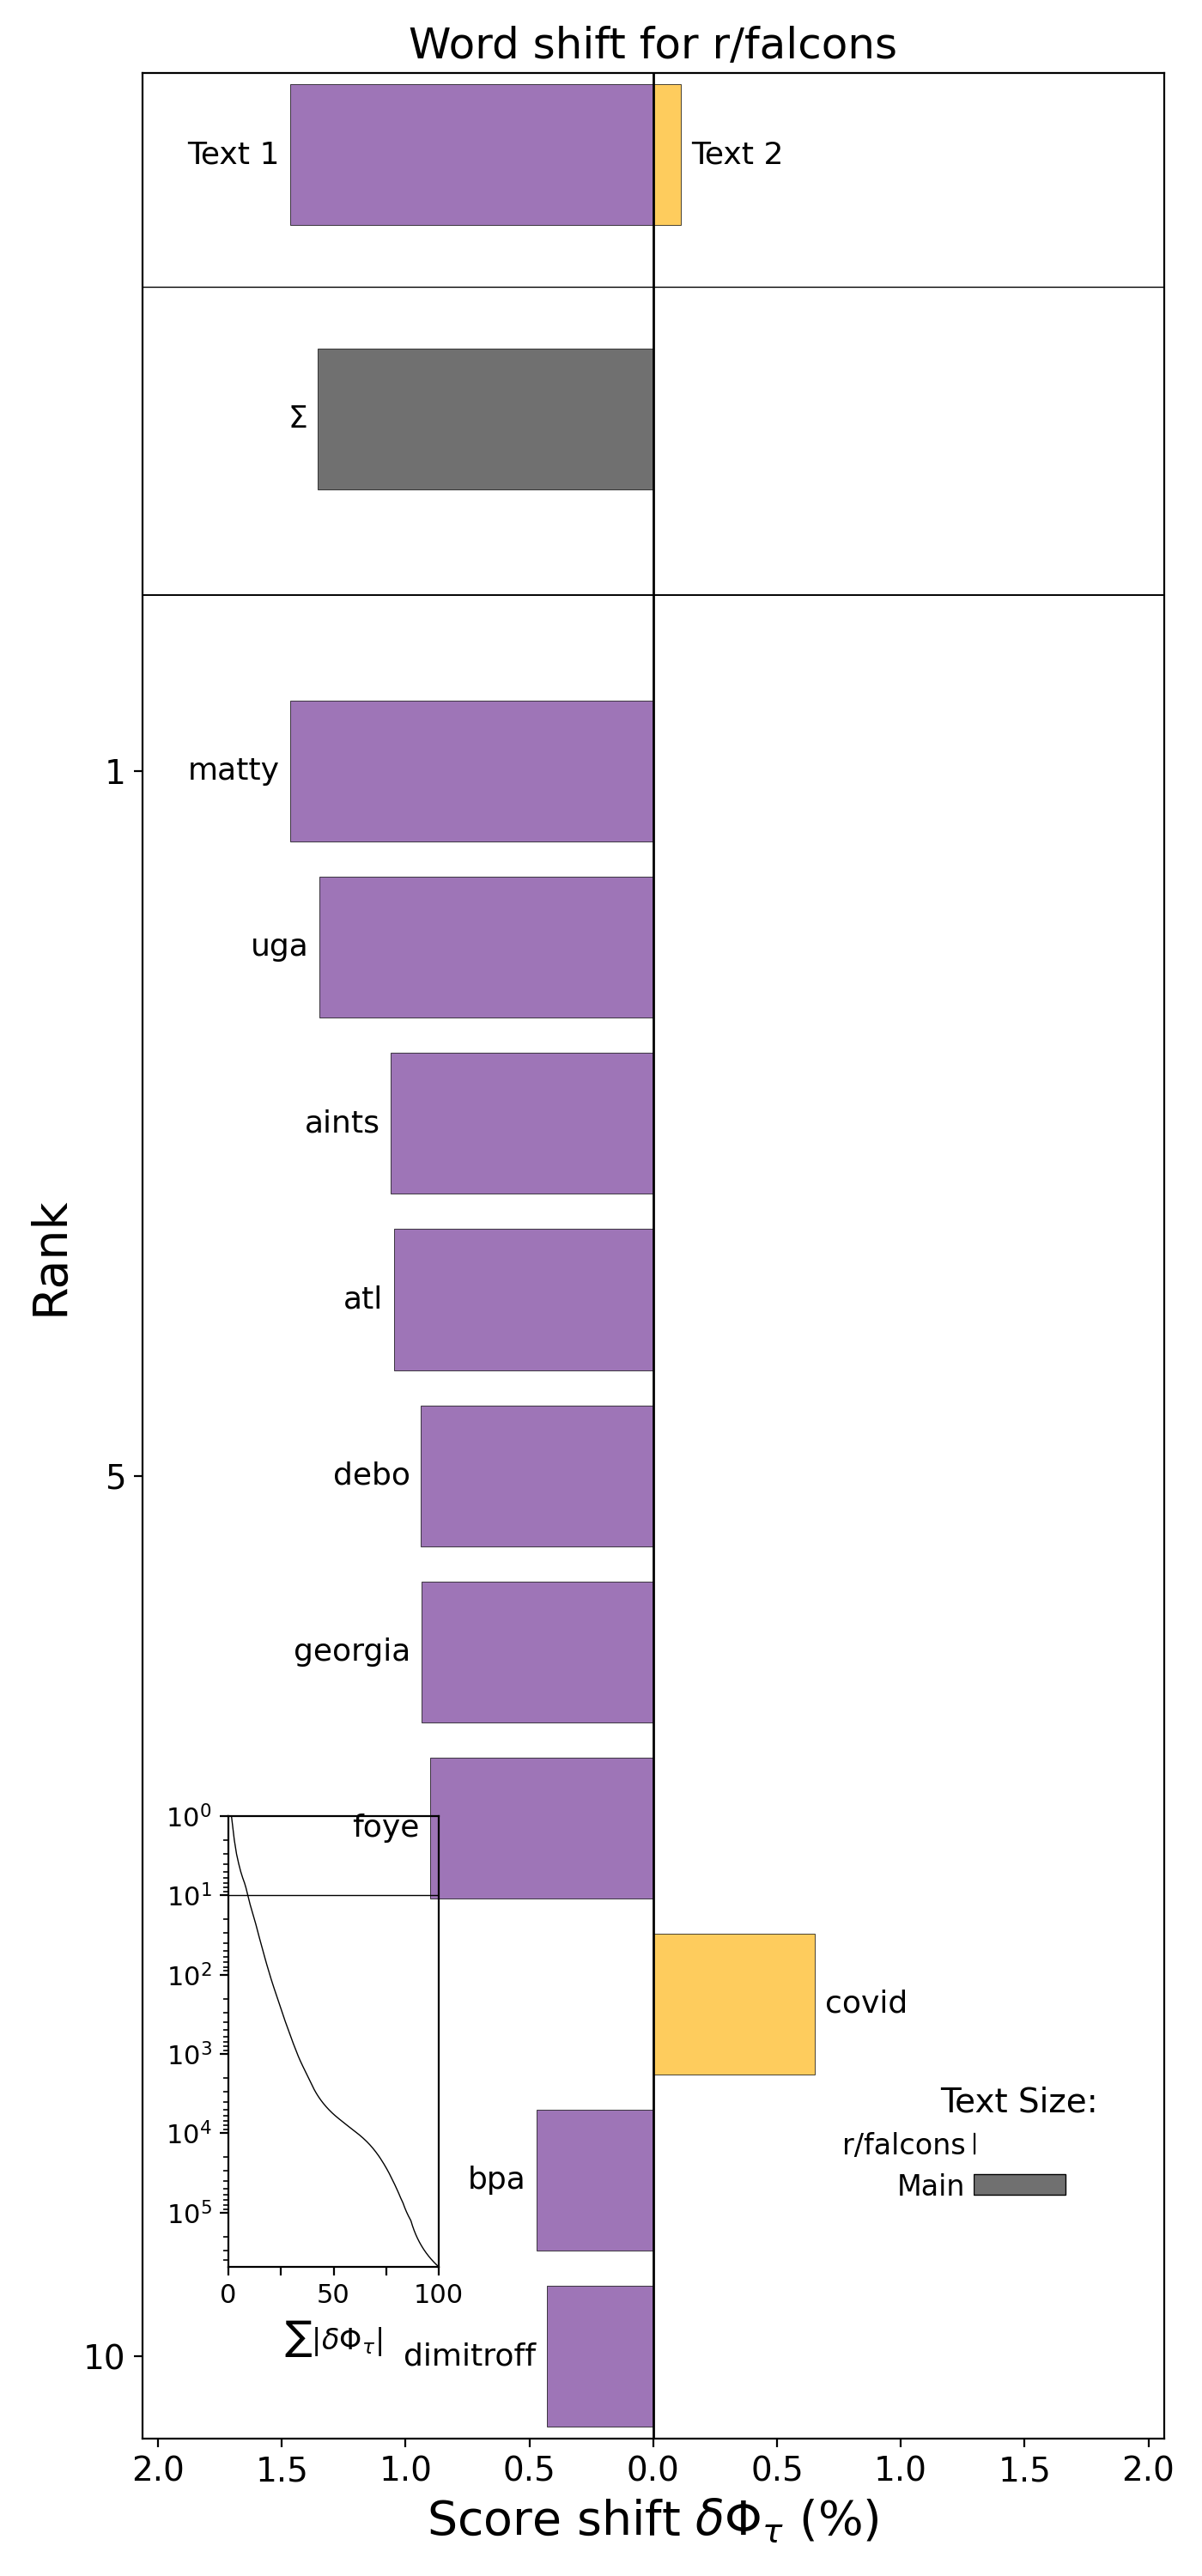 Word shift for r/falcons
Text 1
Text 2
Σ
Rank
1
matty
uga
aints
atl
5
debo
georgia
foye
covid
bpa
10
dimitroff
10⁰
10¹
10²
10³
10⁴
10⁵
0 50 100
∑|δΦτ|
Text Size:
r/falcons
Main
2.0 1.5 1.0 0.5 0.0 0.5 1.0 1.5 2.0
Score shift δΦτ (%)